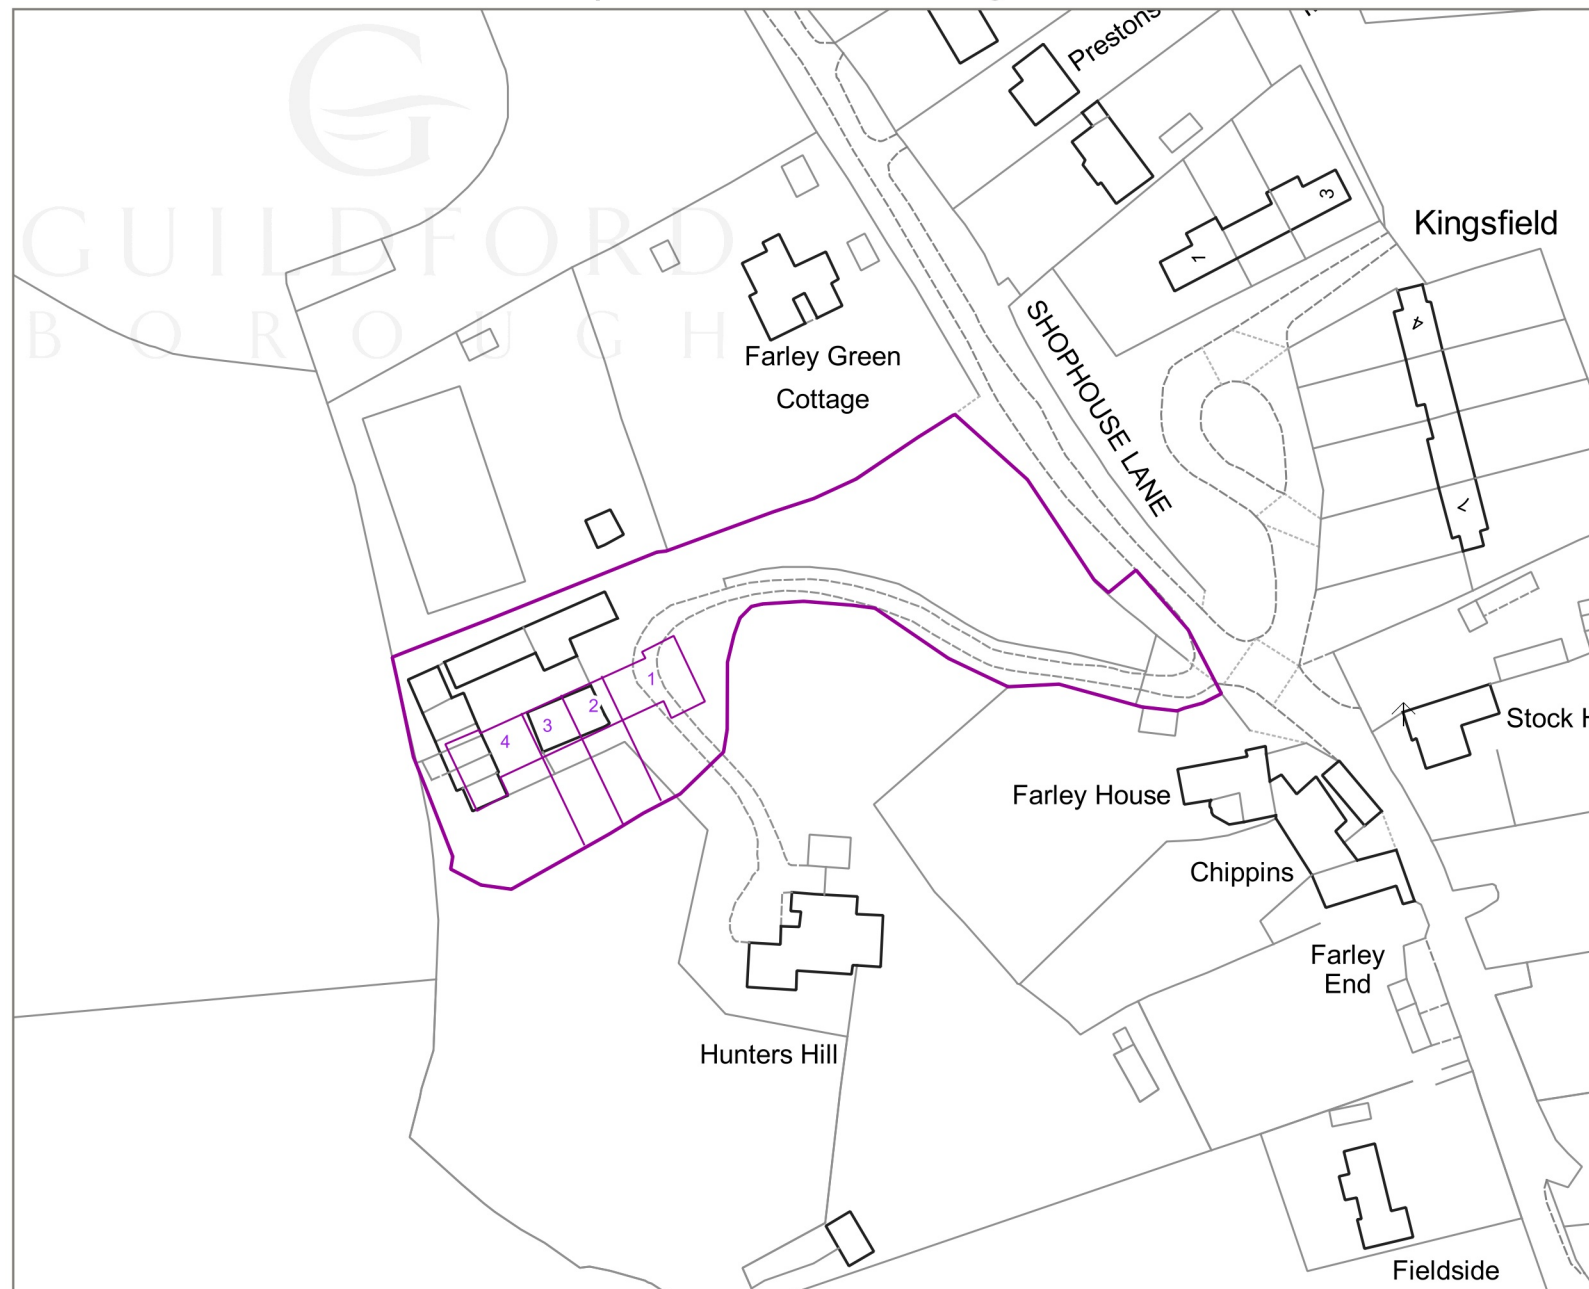 GUILDFORD
BOROUGH
Prestons
3
Kingsfield
4
Farley Green
Cottage
SHOPHOUSE LANE
1
2
3
4
Stock H
Farley House
Chippins
Farley
End
Hunters Hill
Fieldside